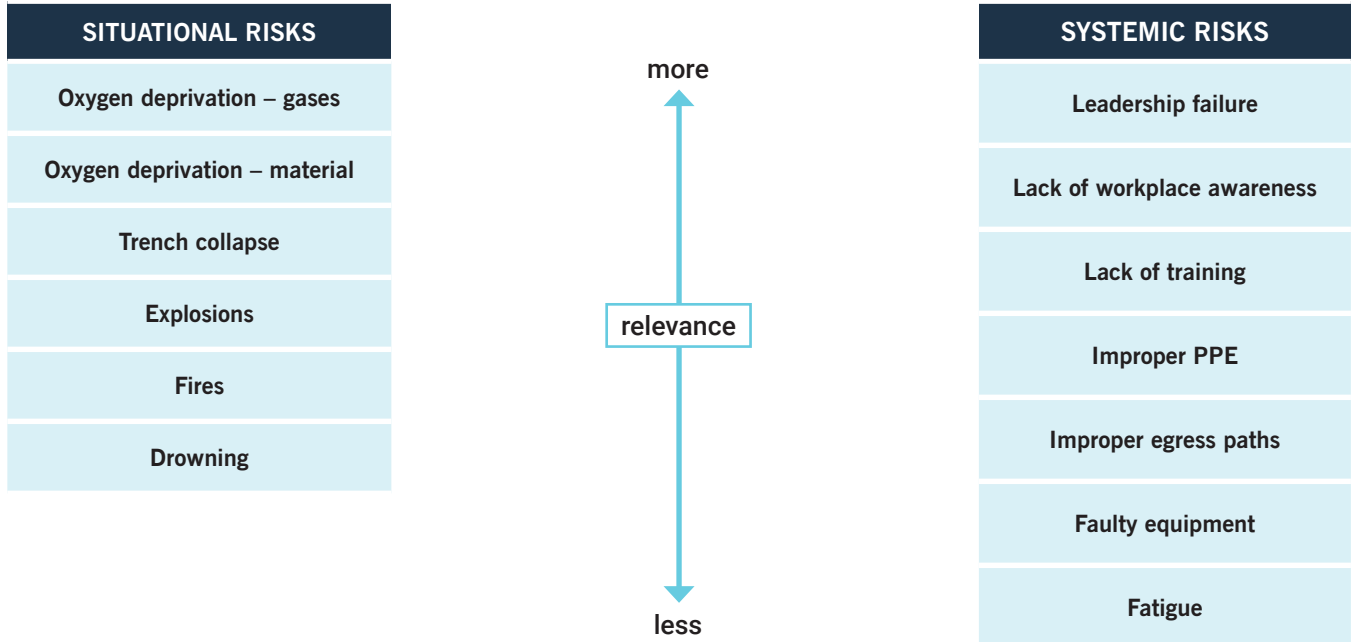 SITUATIONAL RISKS
Oxygen deprivation – gases
Oxygen deprivation – material
Trench collapse
Explosions
Fires
Drowning
more
relevance
less
SYSTEMIC RISKS
Leadership failure
Lack of workplace awareness
Lack of training
Improper PPE
Improper egress paths
Faulty equipment
Fatigue